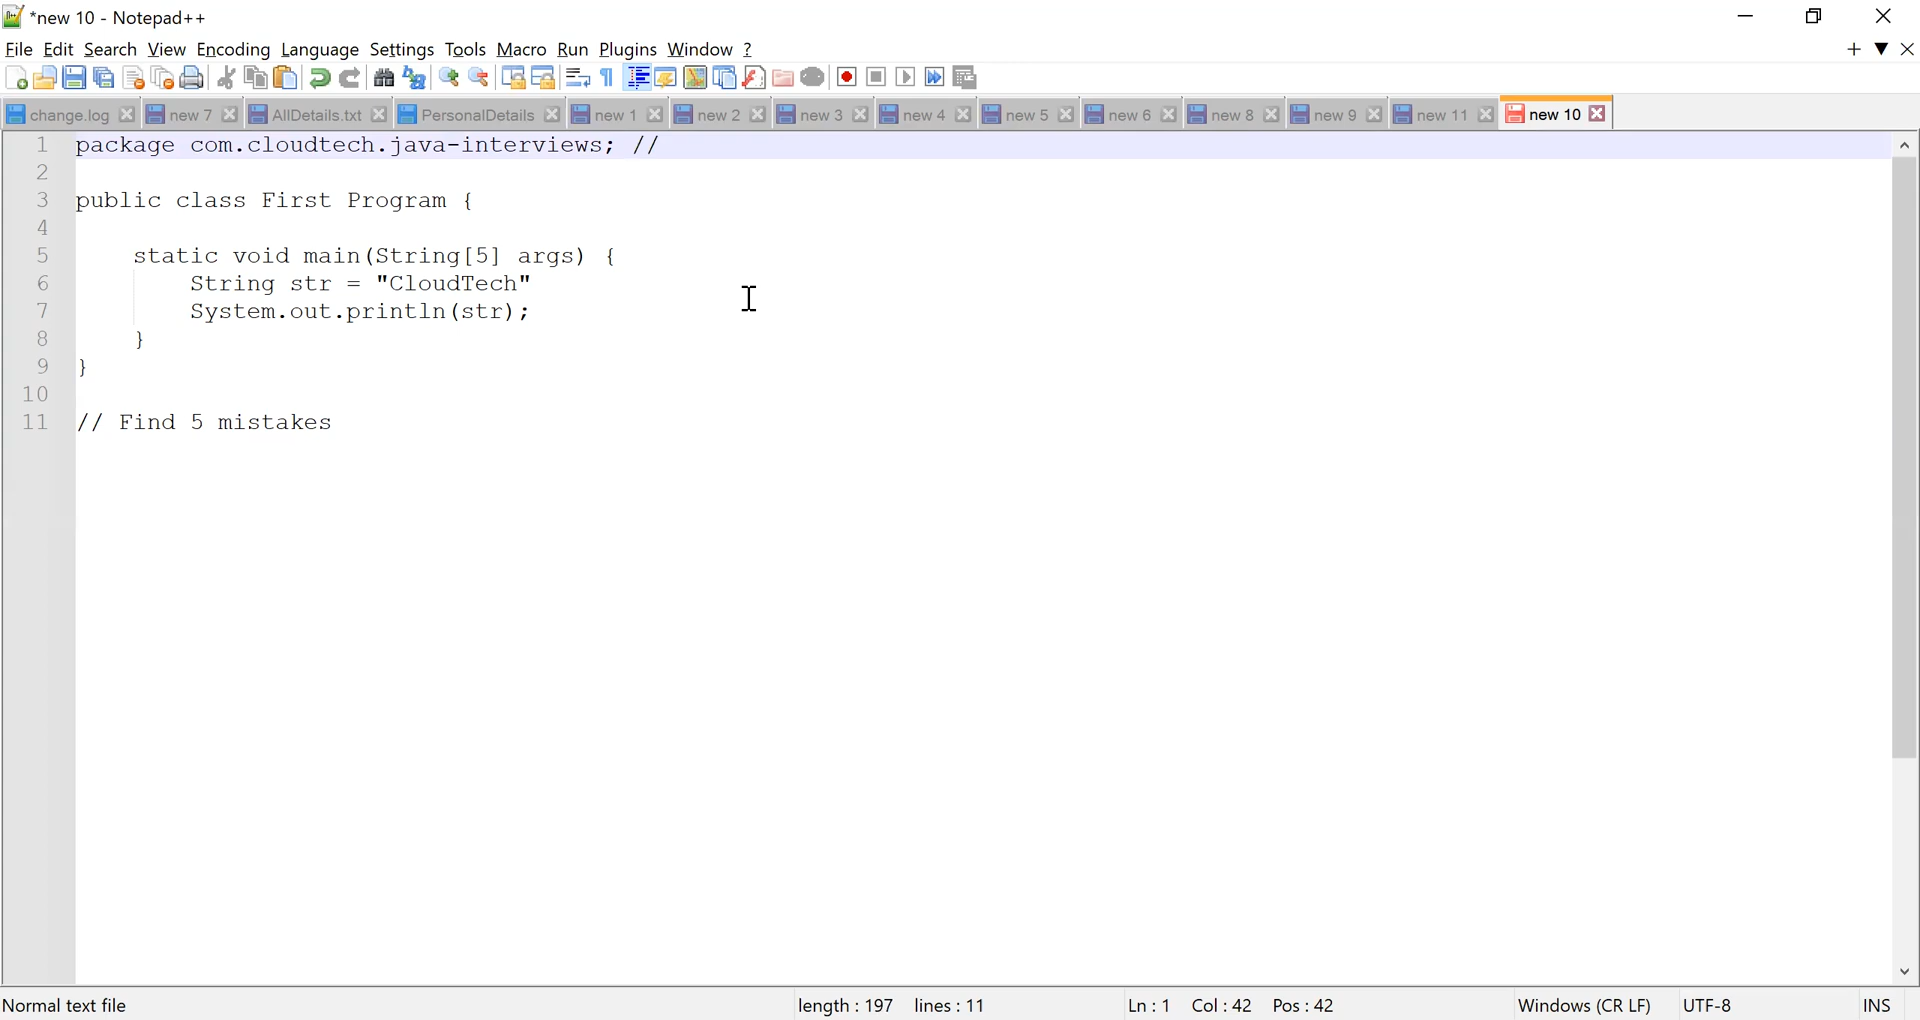 *new 10 - Notepad++
File Edit Search View Encoding Language Settings Tools Macro Run Plugins Window ?
change.log new 7 AllDetails.txt PersonalDetails new 1 new 2 new 3 new 4 new 5 new 6 new 8 new 9 new 11 new 10
1 package com.cloudtech.java-interviews; //
2
3 public class First Program {
4
5 static void main(String[5] args) {
6 String str = "CloudTech"
7 System.out.println(str);
8 }
9 }
10
11 // Find 5 mistakes
Normal text file length : 197 lines : 11 Ln : 1 Col : 42 Pos : 42 Windows (CR LF) UTF-8 INS